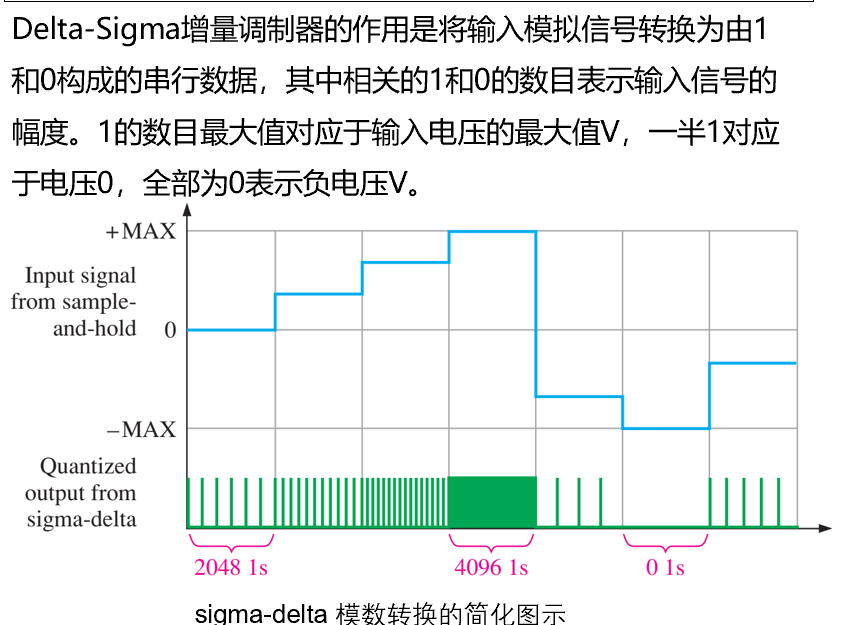 Delta-Sigma增量调制器的作用是将输入模拟信号转换为由1
和0构成的串行数据，其中相关的1和0的数目表示输入信号的
幅度。1的数目最大值对应于输入电压的最大值V，一半1对应
于电压0，全部为0表示负电压V。
+MAX
Input signal
from sample-
and-hold
0
–MAX
Quantized
output from
sigma-delta
2048 1s
4096 1s
0 1s
sigma-delta 模数转换的简化图示